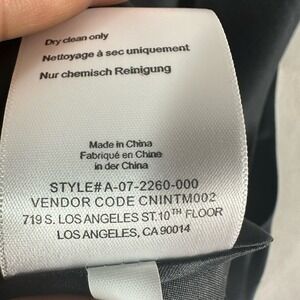 Dry clean only
Nettoyage à sec uniquement
Nur chemisch Reinigung
Made in China
Fabriqué en Chine
in der China
STYLE# A-07-2260-000
VENDOR CODE CNINTM002
719 S. LOS ANGELES ST.10TH FLOOR
LOS ANGELES, CA 90014